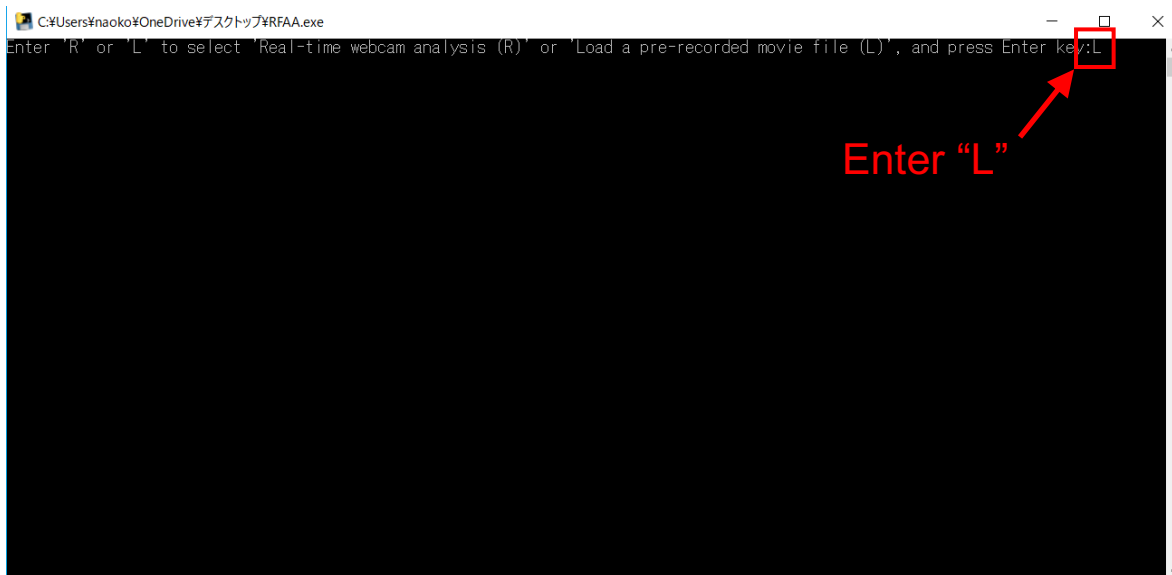 C:¥Users¥naoko¥OneDrive¥デスクトップ¥RFAA.exe
Enter 'R' or 'L' to select 'Real-time webcam analysis (R)' or 'Load a pre-recorded movie file (L)', and press Enter key:L
Enter “L”